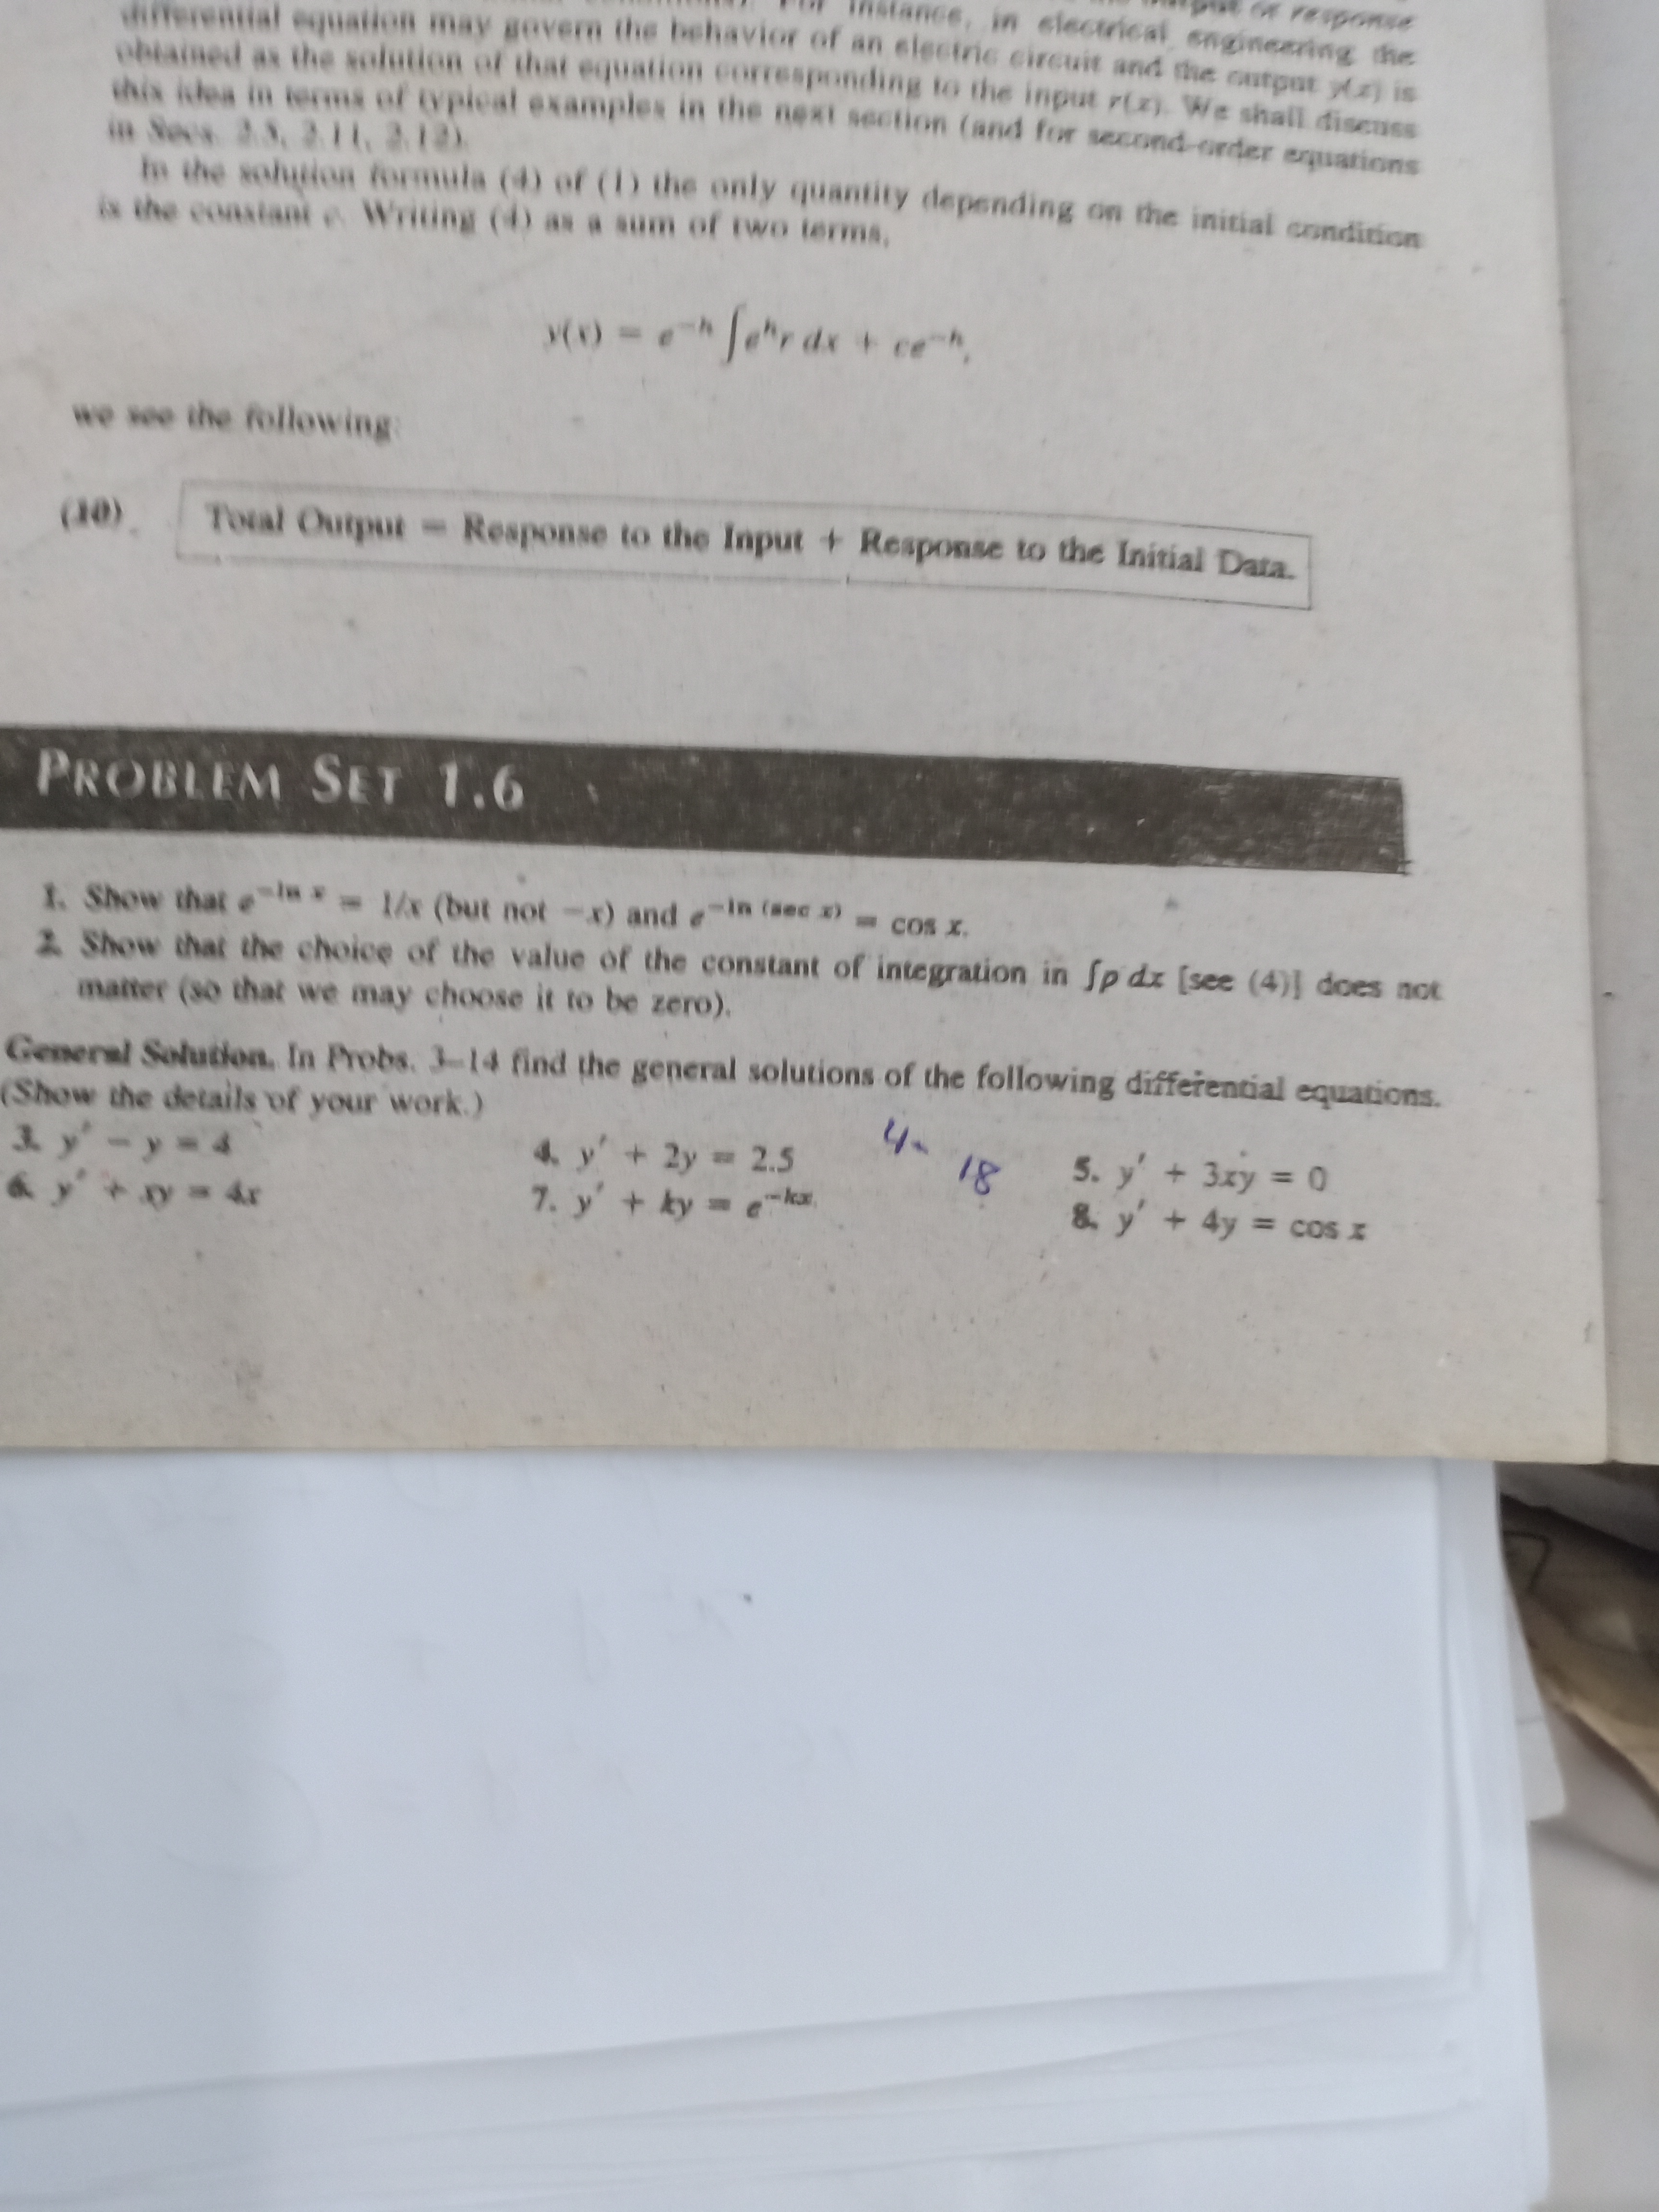 For instance, in electrical engineering, the
differential equation may govern the behavior of an electric circuit and the output y(x) is
obtained as the solution of that equation corresponding to the input r(x). We shall discuss
this idea in terms of typical examples in the next section (and for second-order equations
in Secs. 2.5, 2.11, 2.12).
In the solution formula (4) of (1) the only quantity depending on the initial condition
is the constant c. Writing (4) as a sum of two terms,
y(x) = e⁻ʰ ∫eʰr dx + ce⁻ʰ,
we see the following:
(10) Total Output = Response to the Input + Response to the Initial Data.
PROBLEM SET 1.6
1. Show that e^{-ln x} = 1/x (but not −x) and e^{-ln (sec x)} = cos x.
2. Show that the choice of the value of the constant of integration in ∫p dx [see (4)] does not
matter (so that we may choose it to be zero).
General Solution. In Probs. 3–14 find the general solutions of the following differential equations.
(Show the details of your work.)
3. y′ − y = 4 4. y′ + 2y = 2.5 4- 18 5. y′ + 3xy = 0
6. y′ + xy = 4x 7. y′ + ky = e^{-kx} 8. y′ + 4y = cos x